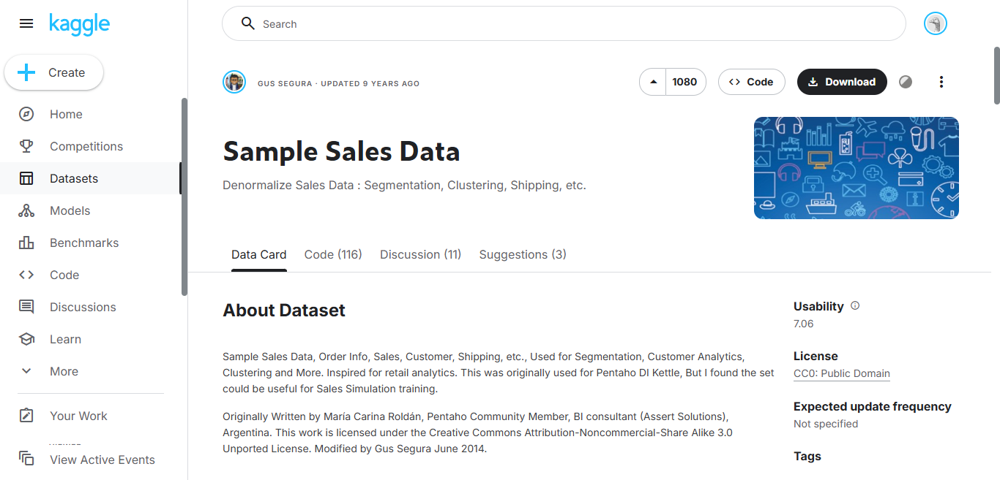 kaggle
Search
Create
Home
Competitions
Datasets
Models
Benchmarks
Code
Discussions
Learn
More
Your Work
View Active Events
GUS SEGURA · UPDATED 9 YEARS AGO
1080
Code
Download
Sample Sales Data
Denormalize Sales Data : Segmentation, Clustering, Shipping, etc.
Data Card
Code (116)
Discussion (11)
Suggestions (3)
About Dataset
Sample Sales Data, Order Info, Sales, Customer, Shipping, etc., Used for Segmentation, Customer Analytics,
Clustering and More. Inspired for retail analytics. This was originally used for Pentaho DI Kettle, But I found the set
could be useful for Sales Simulation training.
Originally Written by María Carina Roldán, Pentaho Community Member, BI consultant (Assert Solutions),
Argentina. This work is licensed under the Creative Commons Attribution-Noncommercial-Share Alike 3.0
Unported License. Modified by Gus Segura June 2014.
Usability
7.06
License
CC0: Public Domain
Expected update frequency
Not specified
Tags